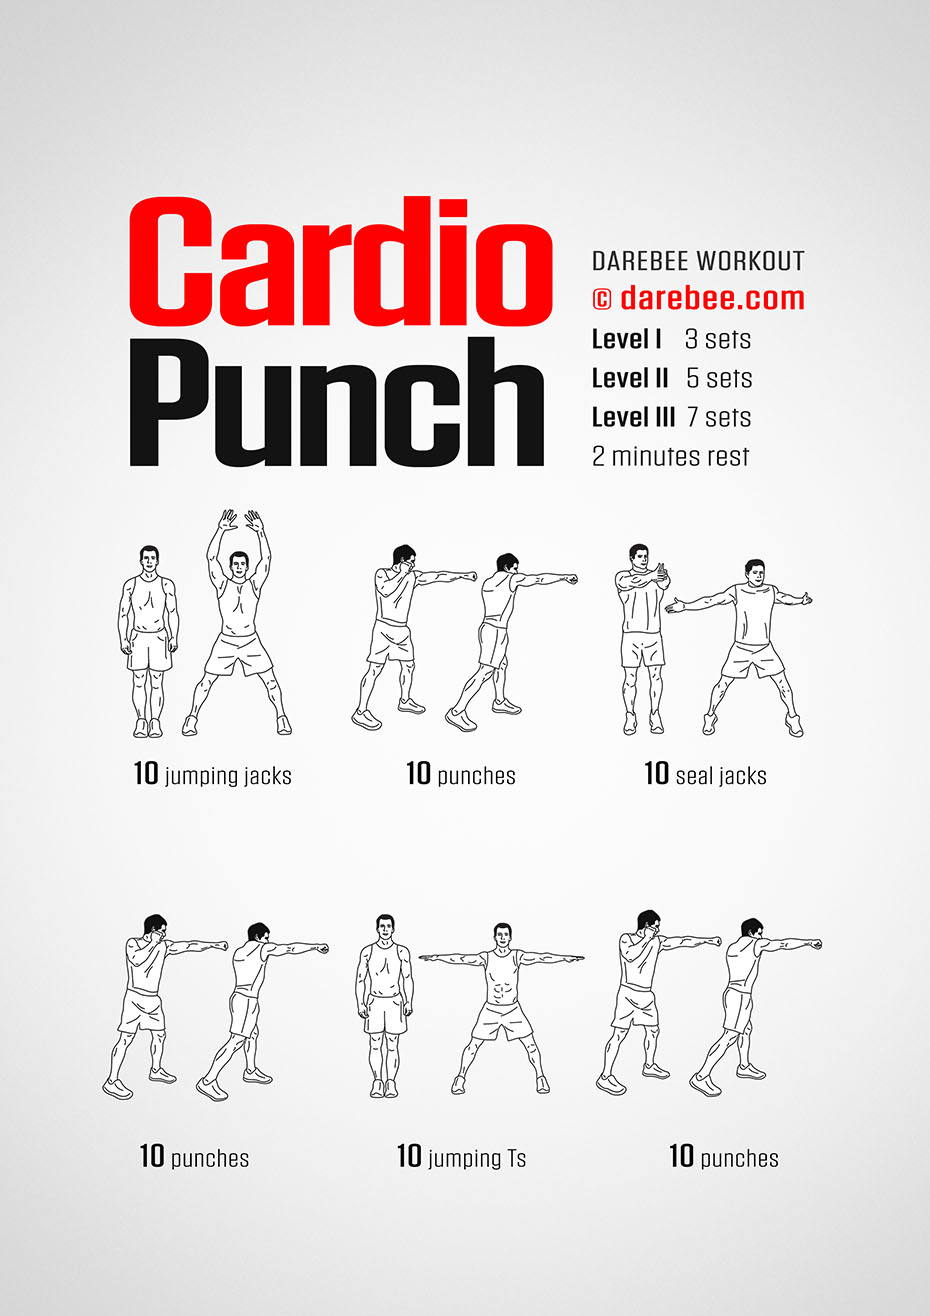 Cardio
Punch
DAREBEE WORKOUT
© darebee.com
Level I 3 sets
Level II 5 sets
Level III 7 sets
2 minutes rest
10 jumping jacks
10 punches
10 seal jacks
10 punches
10 jumping Ts
10 punches